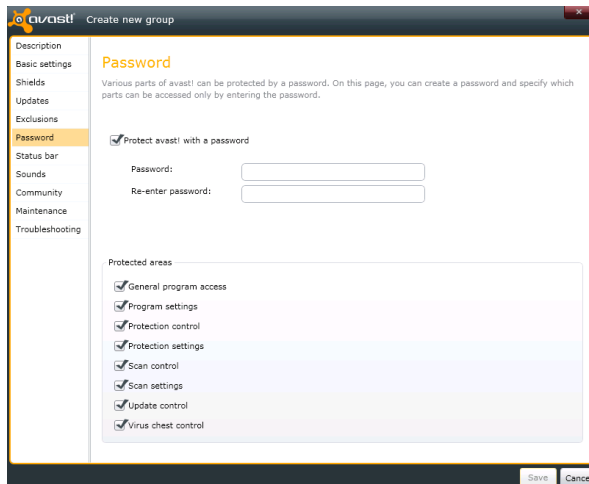 avast! Create new group
Description
Basic settings
Shields
Updates
Exclusions
Password
Status bar
Sounds
Community
Maintenance
Troubleshooting
Password
Various parts of avast! can be protected by a password. On this page, you can create a password and specify which
parts can be accessed only by entering the password.
Protect avast! with a password
Password:
Re-enter password:
Protected areas
General program access
Program settings
Protection control
Protection settings
Scan control
Scan settings
Update control
Virus chest control
Save Cance